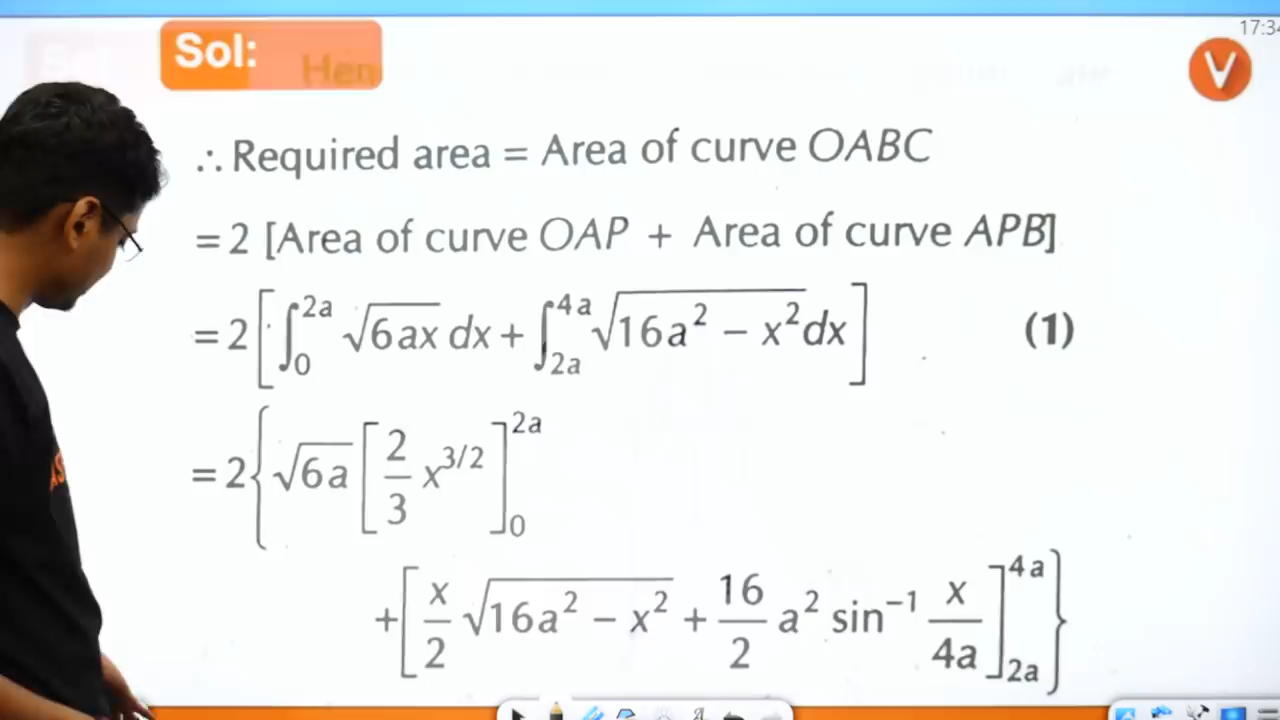 17:34
Sol:
Hen
V
∴ Required area = Area of curve OABC
= 2 [Area of curve OAP + Area of curve APB]
= 2 [∫₀^{2a} √(6ax) dx + ∫_{2a}^{4a} √(16a² − x²) dx] (1)
= 2 {√(6a) [2/3 x^{3/2}]₀^{2a}
+ [x/2 √(16a² − x²) + 16/2 a² sin⁻¹ x/4a]_{2a}^{4a}}